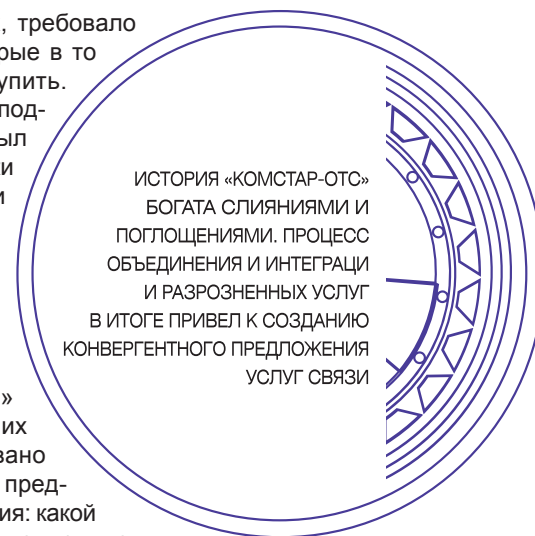 , требовало
рые в то
упить.
под-
ыл
ки
и
ИСТОРИЯ «КОМСТАР-ОТС»
БОГАТА СЛИЯНИЯМИ И
ПОГЛОЩЕНИЯМИ. ПРОЦЕСС
ОБЪЕДИНЕНИЯ И ИНТЕГРАЦИ
И РАЗРОЗНЕННЫХ УСЛУГ
В ИТОГЕ ПРИВЕЛ К СОЗДАНИЮ
КОНВЕРГЕНТНОГО ПРЕДЛОЖЕНИЯ
УСЛУГ СВЯЗИ
»
их
вано
пред-
ия: какой